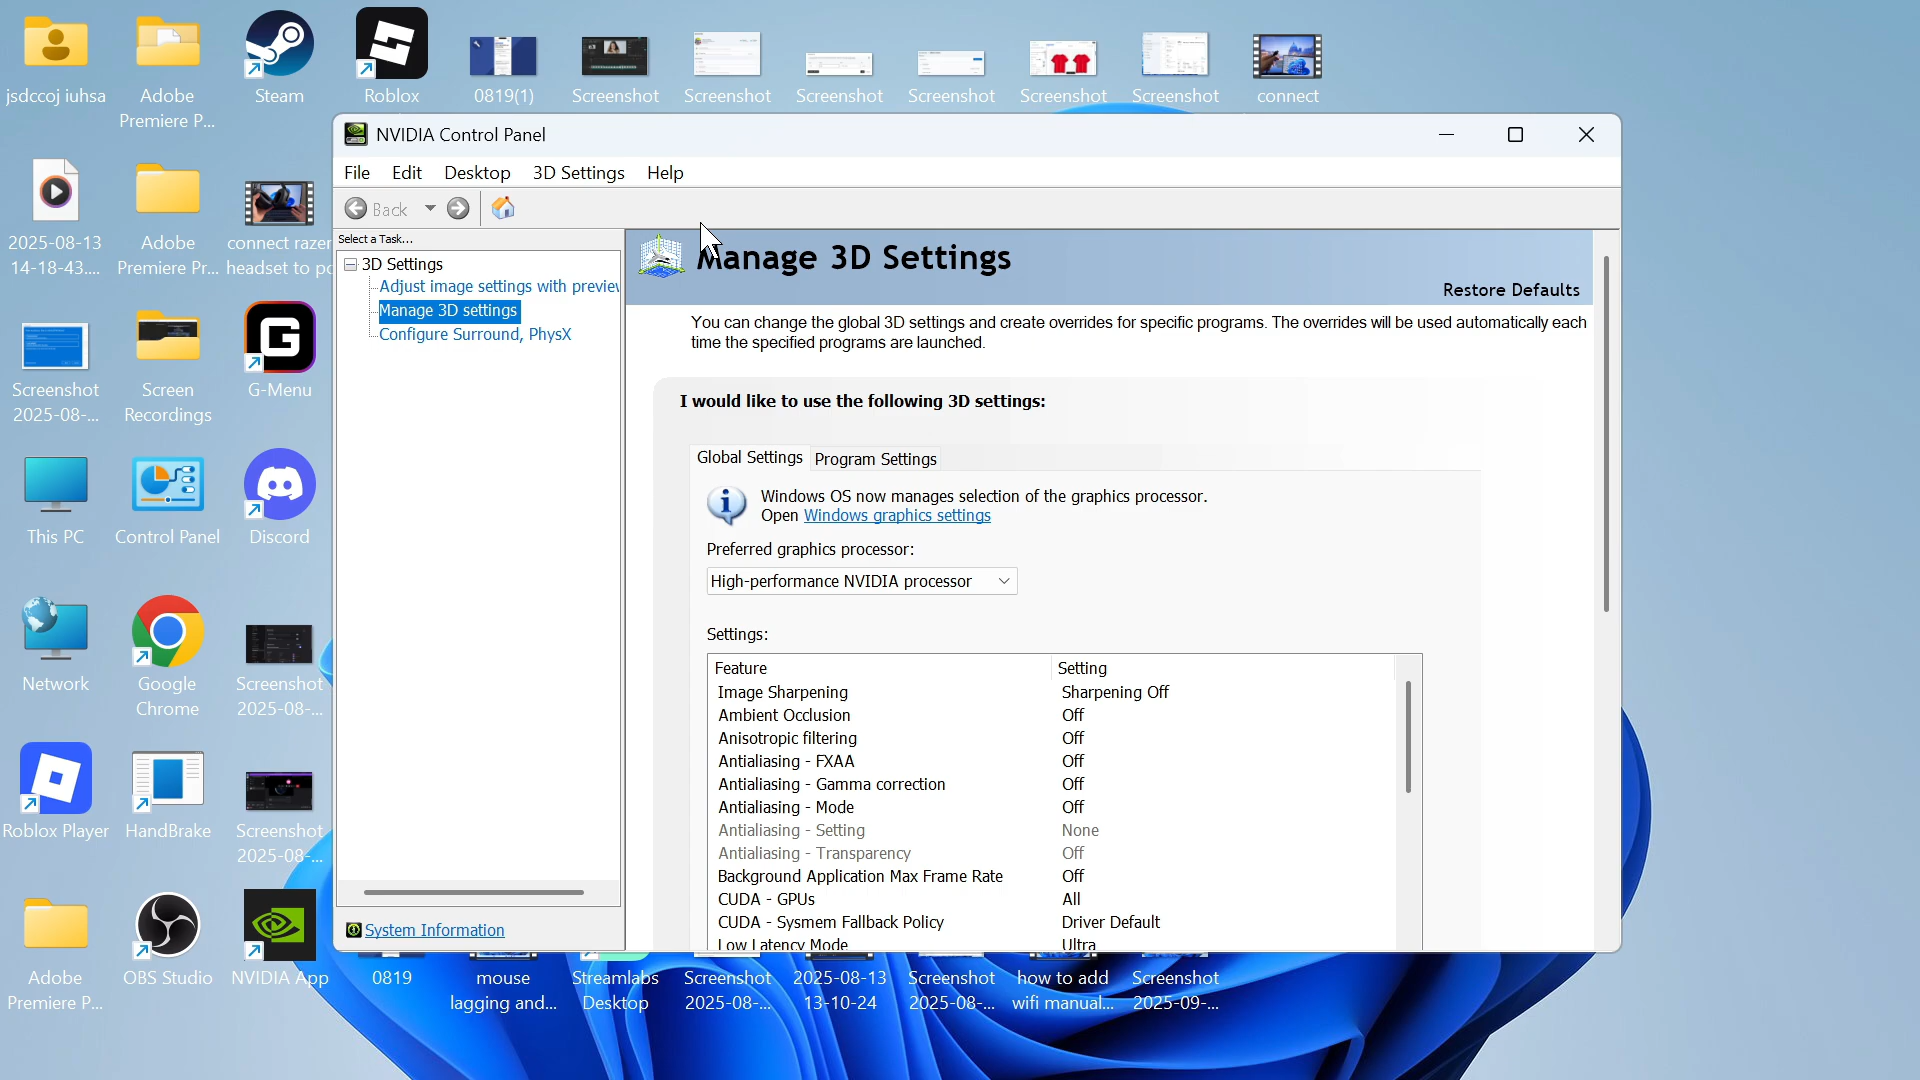 jsdccoj iuhsa
Adobe
Premiere P...
Steam
Roblox
0819(1)
Screenshot
Screenshot
Screenshot
Screenshot
Screenshot
Screenshot
connect
NVIDIA Control Panel
File Edit Desktop 3D Settings Help
Back
2025-08-13
14-18-43....
Adobe
Premiere Pr...
connect razer
headset to pc
Select a Task...
3D Settings
Adjust image settings with preview
Manage 3D settings
Configure Surround, PhysX
System Information
Manage 3D Settings
Restore Defaults
You can change the global 3D settings and create overrides for specific programs. The overrides will be used automatically each
time the specified programs are launched.
I would like to use the following 3D settings:
Global Settings Program Settings
Windows OS now manages selection of the graphics processor.
Open Windows graphics settings
Preferred graphics processor:
High-performance NVIDIA processor
Settings:
Feature Setting
Image Sharpening Sharpening Off
Ambient Occlusion Off
Anisotropic filtering Off
Antialiasing - FXAA Off
Antialiasing - Gamma correction Off
Antialiasing - Mode Off
Antialiasing - Setting None
Antialiasing - Transparency Off
Background Application Max Frame Rate Off
CUDA - GPUs All
CUDA - Sysmem Fallback Policy Driver Default
Low Latency Mode Ultra
Screenshot
2025-08-...
Screen
Recordings
G-Menu
This PC
Control Panel
Discord
Network
Google
Chrome
Screenshot
2025-08-...
Roblox Player
HandBrake
Screenshot
2025-08-...
Adobe
Premiere P...
OBS Studio
NVIDIA App
0819
mouse
lagging and...
Streamlabs
Desktop
Screenshot
2025-08-...
2025-08-13
13-10-24
Screenshot
2025-08-...
how to add
wifi manual...
Screenshot
2025-09-...